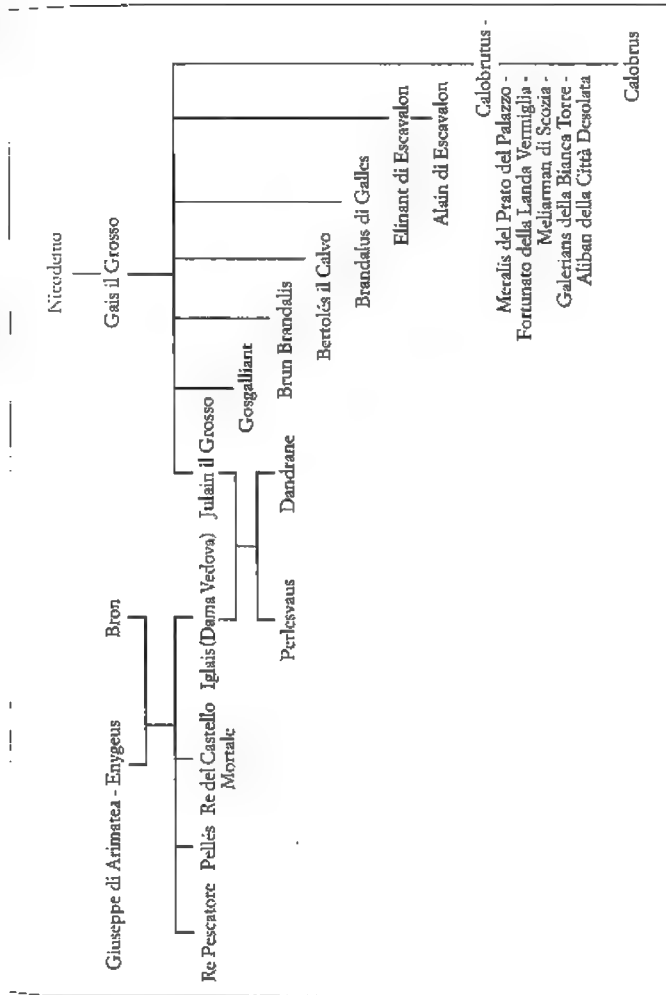 Nicodemo
Gais il Grosso
Giuseppe di Arimatea - Enygeus Bron
Re Pescatore Pellés Re del Castello Iglais (Dama Vedova) Julain il Grosso
Mortale
Gosgalliant
Brun Brandalis
Bertolés il Calvo
Brandalus di Galles
Elinant di Escavalon
Alain di Escavalon
Perlesvaus Dandrane
Calobrutus -
Meralis del Prato del Palazzo -
Fortunato della Landa Vermiglia -
Meliarman di Scozia -
Galerians della Bianca Torre -
Aliban della Città Desolata
Calobrus